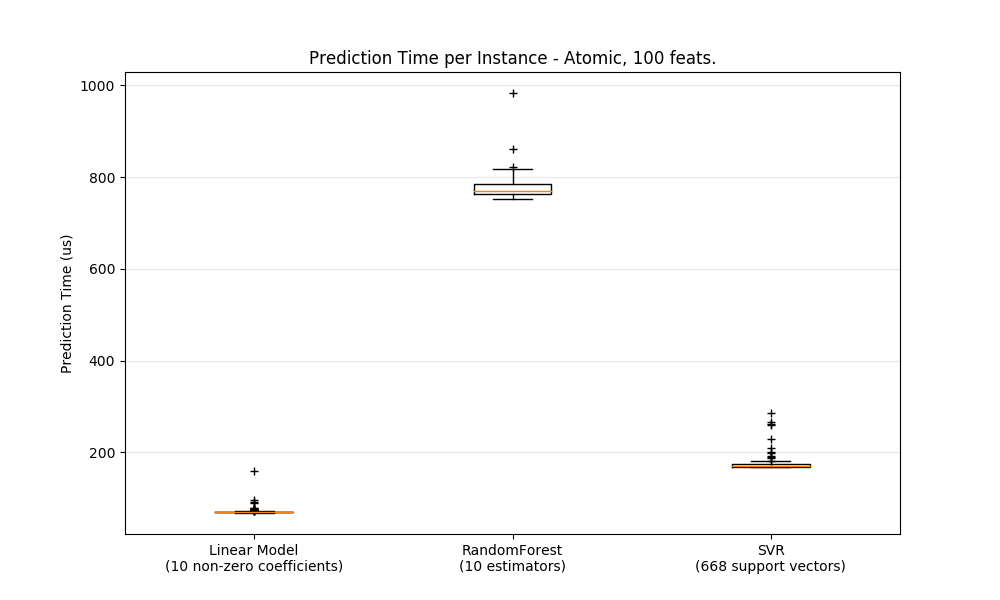 Prediction Time per Instance - Atomic, 100 feats.
1000
800
600
400
200
Prediction Time (us)
Linear Model
(10 non-zero coefficients)
RandomForest
(10 estimators)
SVR
(668 support vectors)